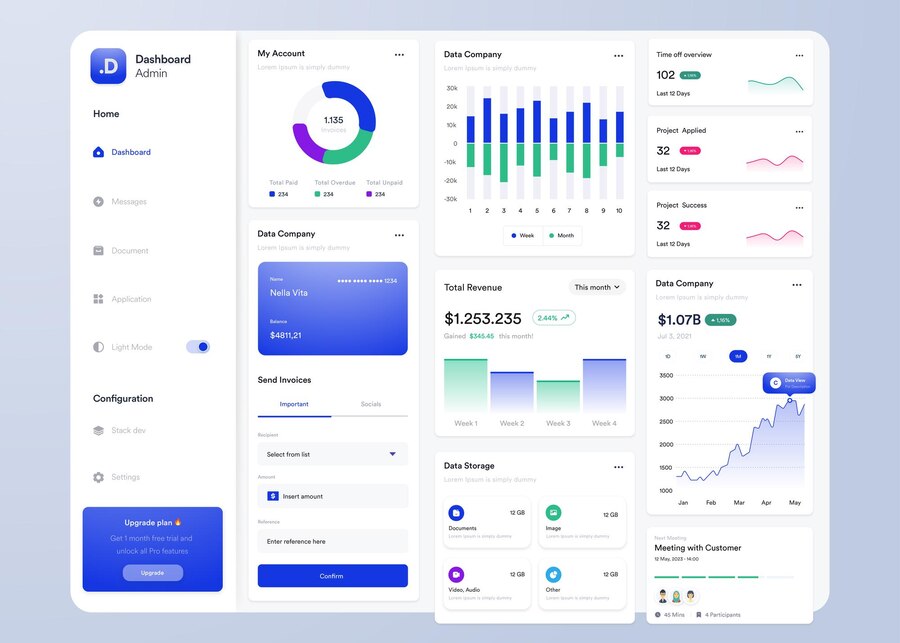 .D
Dashboard
Admin
Home
Dashboard
Messages
Document
Application
Light Mode
Configuration
Stack dev
Settings
Upgrade plan 🔥
Get 1 month free trial and
unlock all Pro features
Upgrade
My Account
Lorem Ipsum is simply dummy
1.135
INVOICES
Total Paid Total Overdue Total Unpaid
234 234 234
Data Company
Lorem Ipsum is simply dummy
Name
Nella Vita
**** **** **** 1234
Balance
$4811,21
Send Invoices
Important Socials
Recipient
Select from list
Amount
$ Insert amount
Reference
Enter reference here
Confirm
Data Company
Lorem Ipsum is simply dummy
30k
20k
10k
0
-10k
-20k
-30k
1 2 3 4 5 6 7 8 9 10
Week Month
Total Revenue
This month
$1.253.235
2.44%
Gained $345.45 this month!
Week 1 Week 2 Week 3 Week 4
Data Storage
Lorem Ipsum is simply dummy
12 GB
Documents
Lorem Ipsum is simply dummy
12 GB
Image
Lorem Ipsum is simply dummy
12 GB
Video, Audio
Lorem Ipsum is simply dummy
12 GB
Other
Lorem Ipsum is simply dummy
Time off overview
102
Last 12 Days
Project Applied
32
Last 12 Days
Project Success
32
Last 12 Days
Data Company
Lorem Ipsum is simply dummy
$1.07B 1,16%
Jul 3, 2021
1D 1W 1M 1Y 5Y
C Data View
3500
3000
2500
2000
1500
1000
Jan Feb Mar Apr May
Next Meeting
Meeting with Customer
12 May, 2023 - 14:00
45 Mins 4 Participants